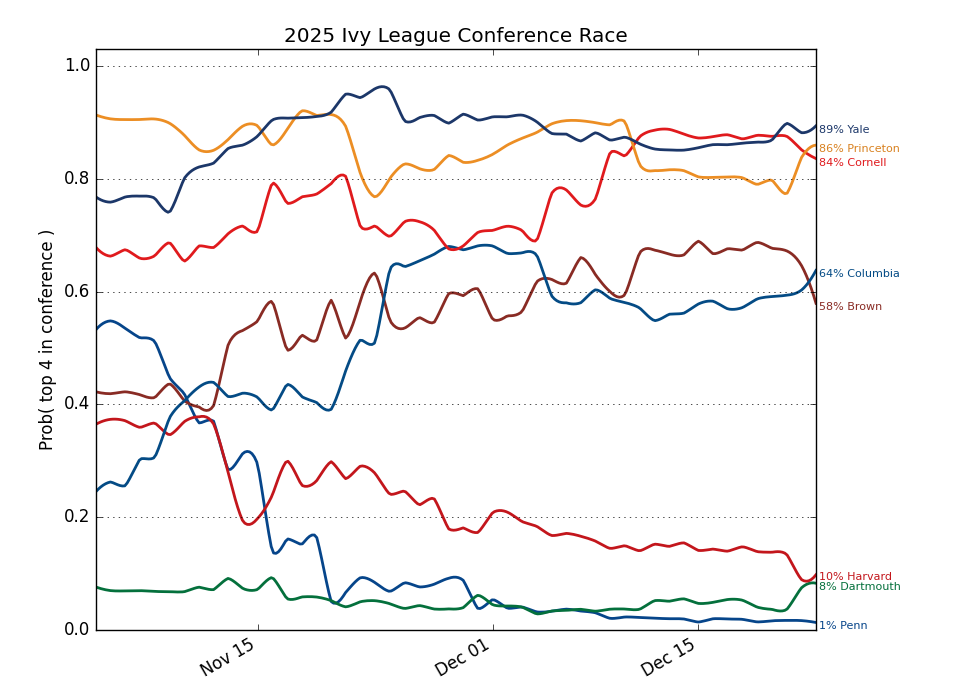 2025 Ivy League Conference Race
Prob( top 4 in conference )
1.0
0.8
0.6
0.4
0.2
0.0
Nov 15
Dec 01
Dec 15
89% Yale
86% Princeton
84% Cornell
64% Columbia
58% Brown
10% Harvard
8% Dartmouth
1% Penn